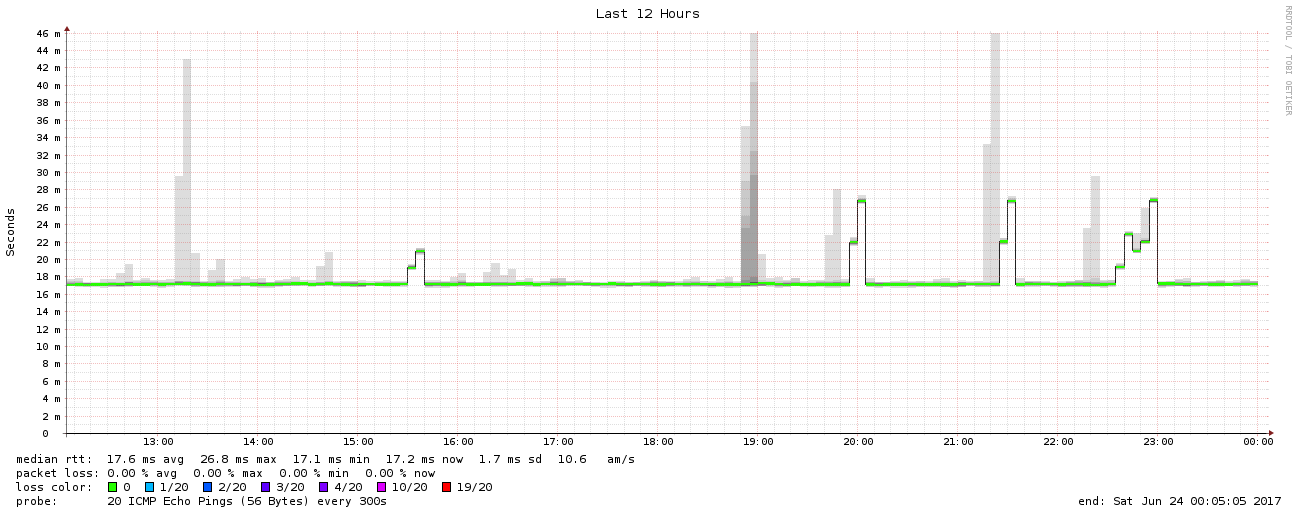 Last 12 Hours
RRDTOOL / TOBI OETIKER
Seconds
46 m
44 m
42 m
40 m
38 m
36 m
34 m
32 m
30 m
28 m
26 m
24 m
22 m
20 m
18 m
16 m
14 m
12 m
10 m
8 m
6 m
4 m
2 m
0
13:00 14:00 15:00 16:00 17:00 18:00 19:00 20:00 21:00 22:00 23:00 00:00
median rtt: 17.6 ms avg 26.8 ms max 17.1 ms min 17.2 ms now 1.7 ms sd 10.6 am/s
packet loss: 0.00 % avg 0.00 % max 0.00 % min 0.00 % now
loss color: 0 1/20 2/20 3/20 4/20 10/20 19/20
probe: 20 ICMP Echo Pings (56 Bytes) every 300s end: Sat Jun 24 00:05:05 2017